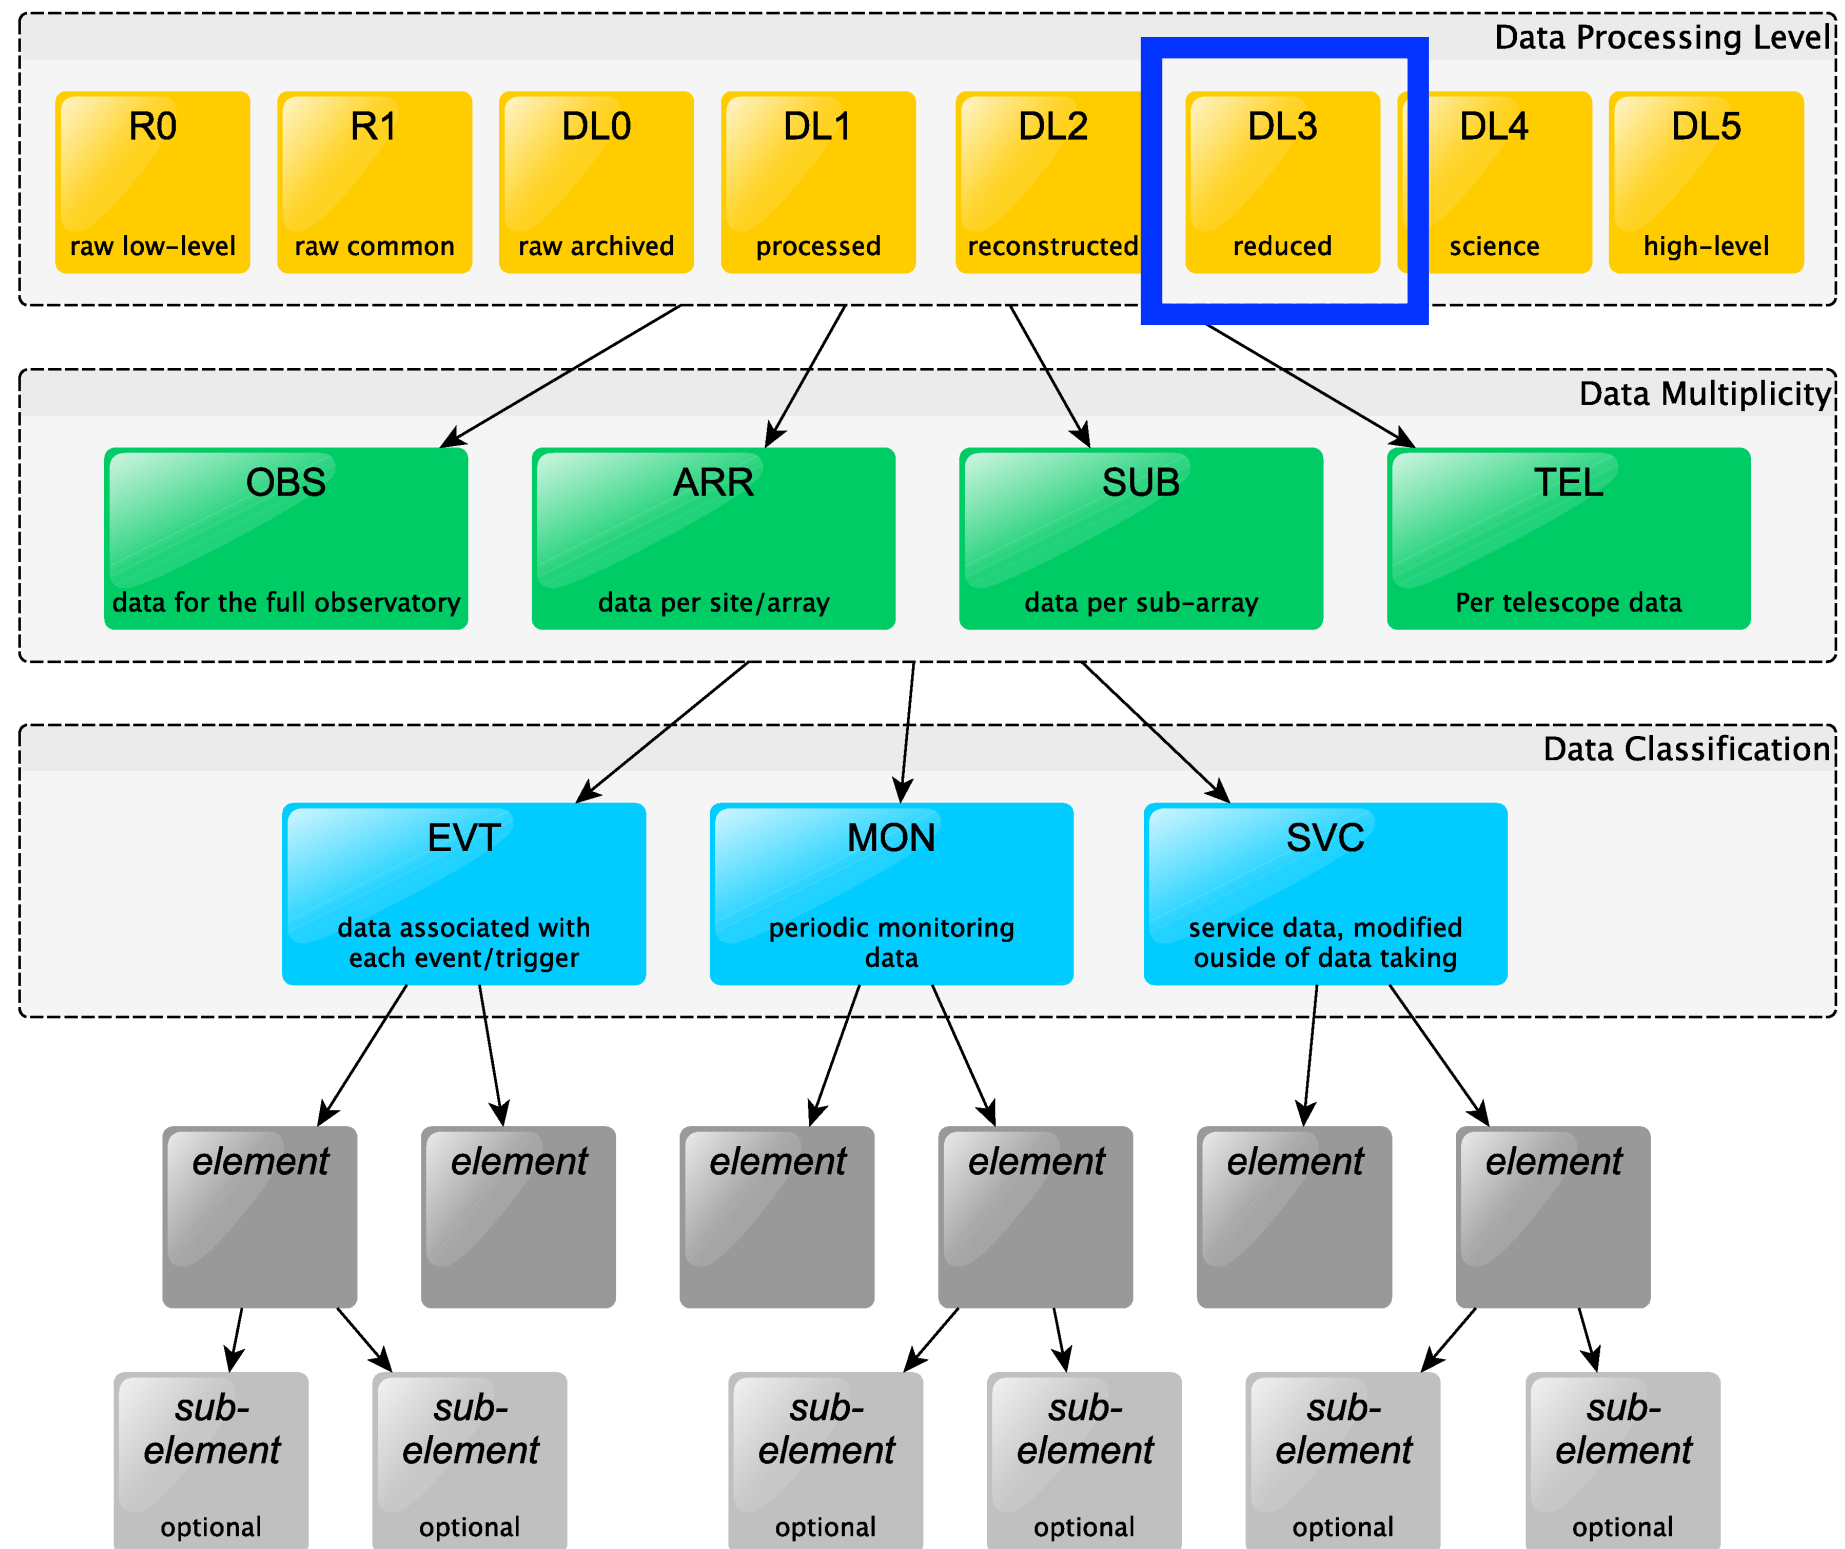 Data Processing Level
R0
R1
DL0
DL1
DL2
DL3
DL4
DL5
raw low-level
raw common
raw archived
processed
reconstructed
reduced
science
high-level
Data Multiplicity
OBS
ARR
SUB
TEL
data for the full observatory
data per site/array
data per sub-array
Per telescope data
Data Classification
EVT
MON
SVC
data associated with
each event/trigger
periodic monitoring
data
service data, modified
ouside of data taking
element
element
element
element
element
element
sub-
element
optional
sub-
element
optional
sub-
element
optional
sub-
element
optional
sub-
element
optional
sub-
element
optional